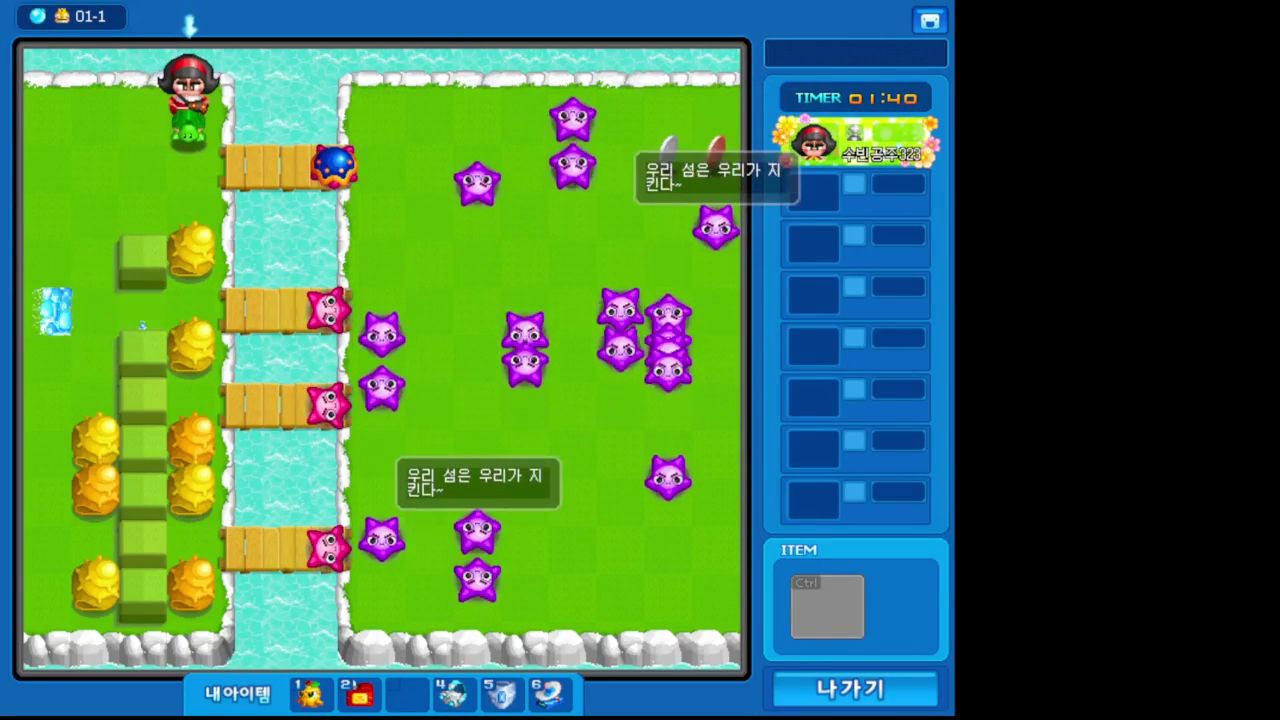 01-1
TIMER 01:40
수빈공주323
우리 섬은 우리가 지
킨다~
우리 섬은 우리가 지
킨다~
ITEM
Ctrl
내아이템
1
2
4
5
6
나가기